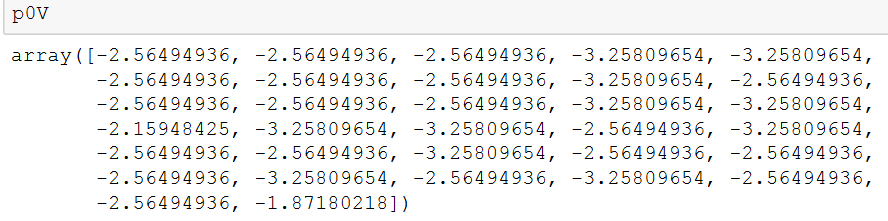 p0V
array([-2.56494936, -2.56494936, -2.56494936, -3.25809654, -3.25809654,
-2.56494936, -2.56494936, -2.56494936, -3.25809654, -2.56494936,
-2.56494936, -2.56494936, -2.56494936, -3.25809654, -3.25809654,
-2.15948425, -3.25809654, -3.25809654, -2.56494936, -3.25809654,
-2.56494936, -2.56494936, -3.25809654, -2.56494936, -2.56494936,
-2.56494936, -3.25809654, -2.56494936, -3.25809654, -2.56494936,
-2.56494936, -1.87180218])